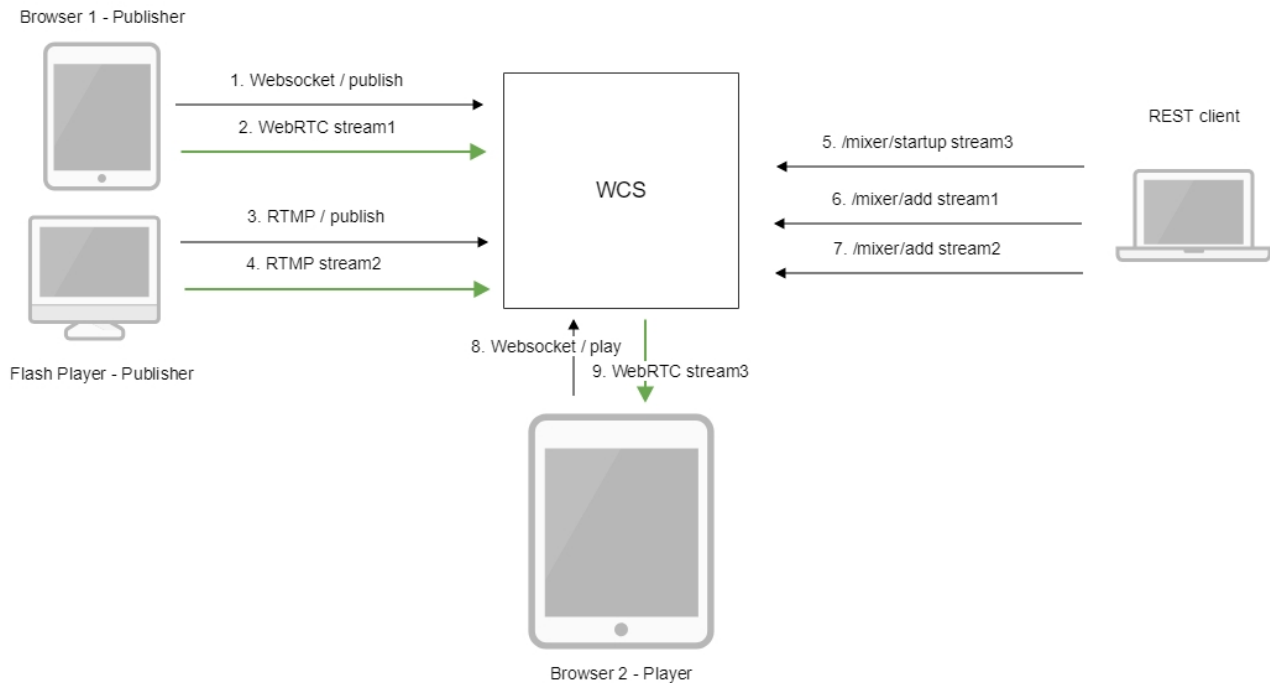 Browser 1 - Publisher
1. Websocket / publish
2. WebRTC stream1
3. RTMP / publish
4. RTMP stream2
Flash Player - Publisher
WCS
REST client
5. /mixer/startup stream3
6. /mixer/add stream1
7. /mixer/add stream2
8. Websocket / play
9. WebRTC stream3
Browser 2 - Player